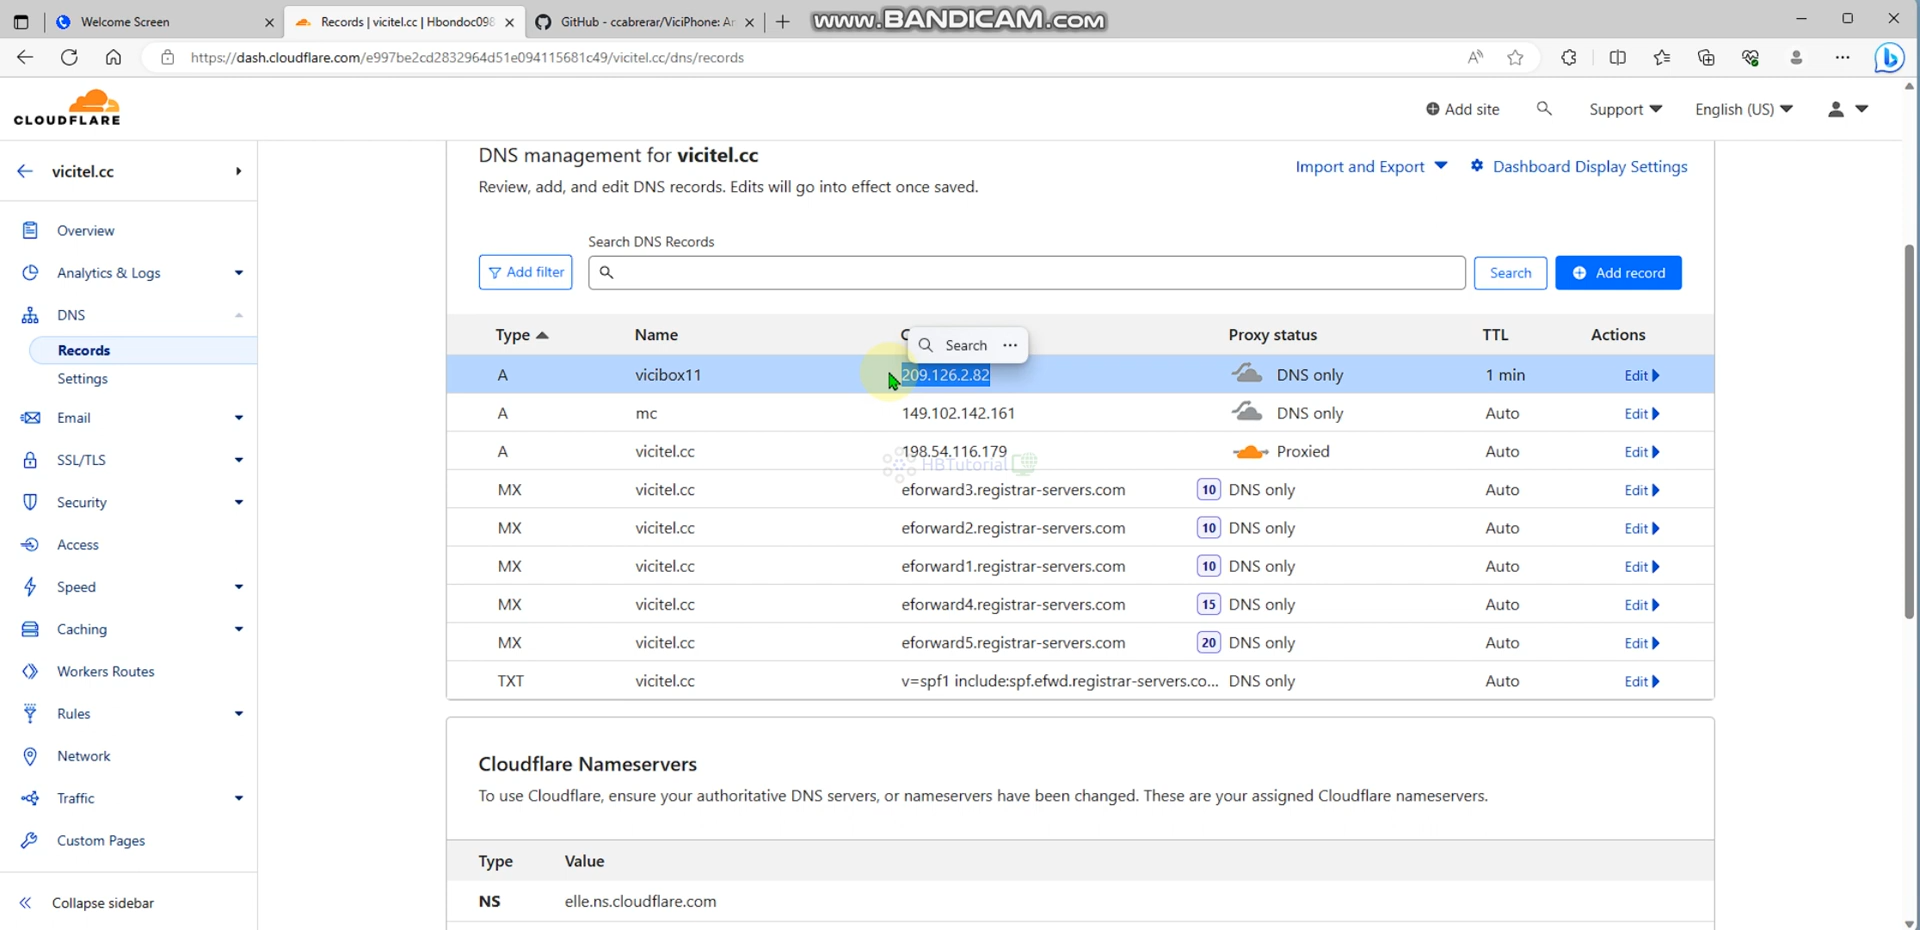 Welcome Screen
Records | vicitel.cc | Hbondoc098
GitHub - ccabrerar/ViciPhone: Ar
www.BANDICAM.com
https://dash.cloudflare.com/e997be2cd2832964d51e094115681c49/vicitel.cc/dns/records
CLOUDFLARE
Add site
Support
English (US)
vicitel.cc
Overview
Analytics & Logs
DNS
Records
Settings
Email
SSL/TLS
Security
Access
Speed
Caching
Workers Routes
Rules
Network
Traffic
Custom Pages
Collapse sidebar
DNS management for vicitel.cc
Import and Export
Dashboard Display Settings
Review, add, and edit DNS records. Edits will go into effect once saved.
Search DNS Records
Add filter
Search
Add record
Type Name C Proxy status TTL Actions
Search ...
A vicibox11 209.126.2.82 DNS only 1 min Edit
A mc 149.102.142.161 DNS only Auto Edit
A vicitel.cc 198.54.116.179 Proxied Auto Edit
HBTutorial
MX vicitel.cc eforward3.registrar-servers.com 10 DNS only Auto Edit
MX vicitel.cc eforward2.registrar-servers.com 10 DNS only Auto Edit
MX vicitel.cc eforward1.registrar-servers.com 10 DNS only Auto Edit
MX vicitel.cc eforward4.registrar-servers.com 15 DNS only Auto Edit
MX vicitel.cc eforward5.registrar-servers.com 20 DNS only Auto Edit
TXT vicitel.cc v=spf1 include:spf.efwd.registrar-servers.co... DNS only Auto Edit
Cloudflare Nameservers
To use Cloudflare, ensure your authoritative DNS servers, or nameservers have been changed. These are your assigned Cloudflare nameservers.
Type Value
NS elle.ns.cloudflare.com